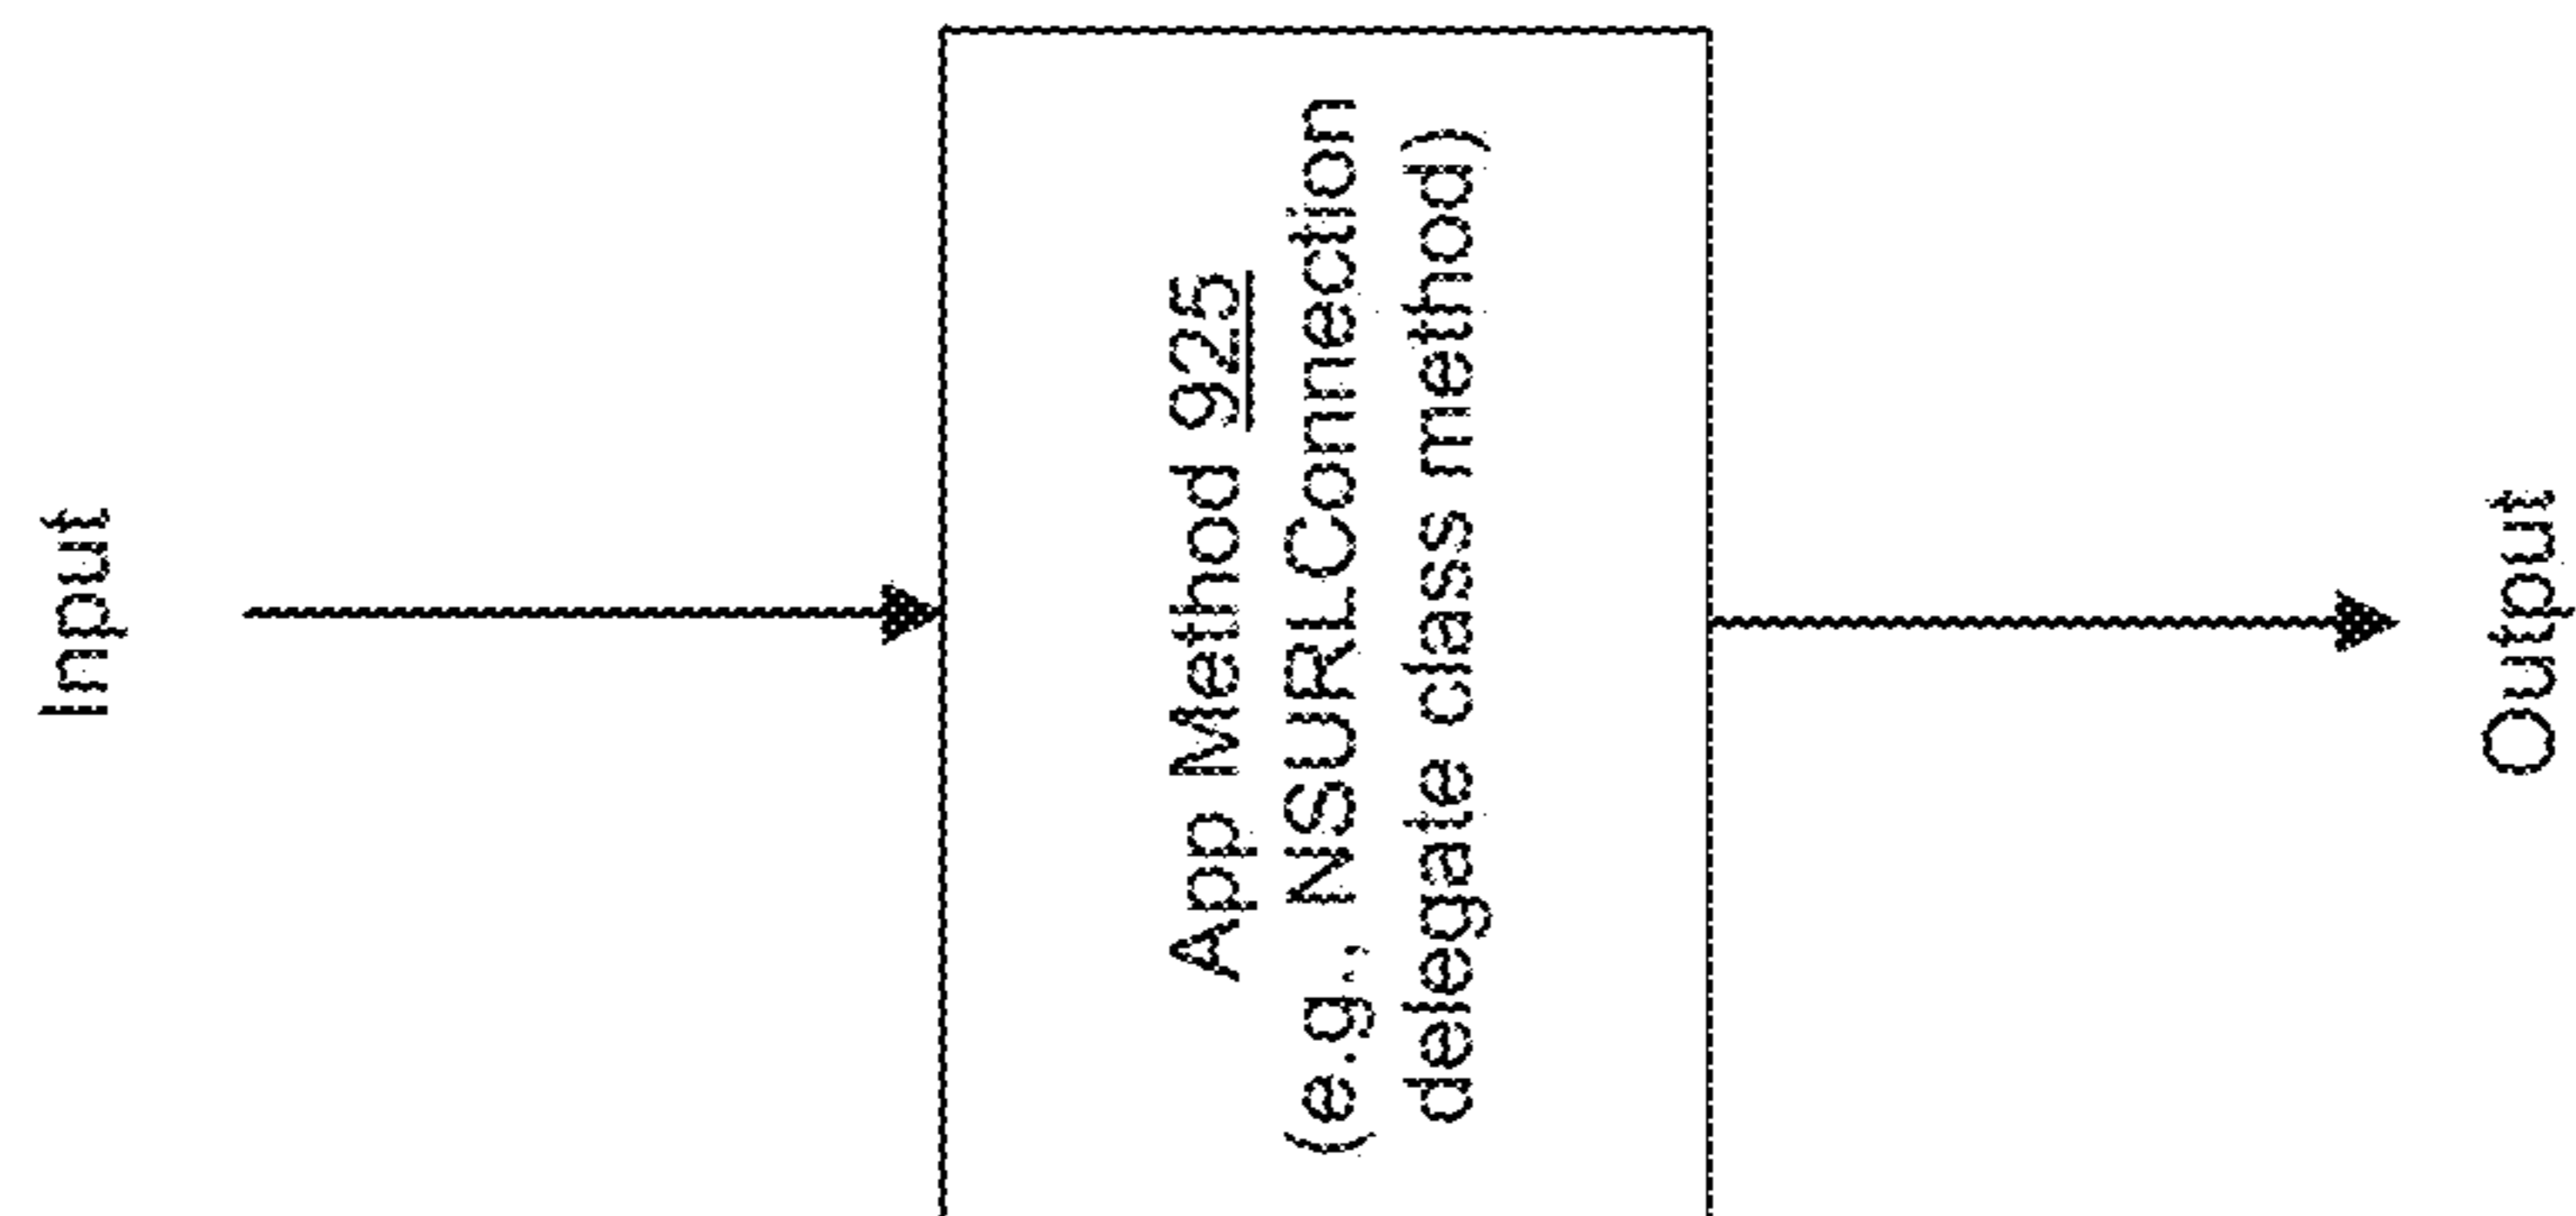 Input
App Method 925
(e.g., NSURLConnection
delegate class method)
Output